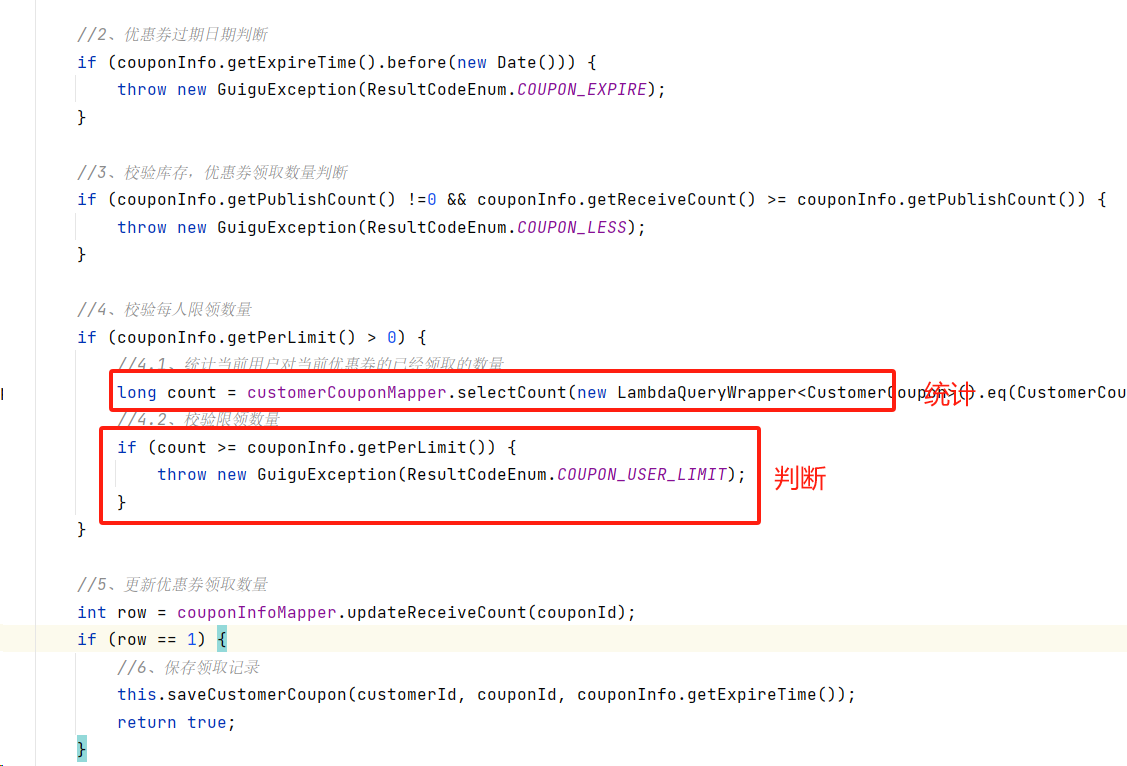 //2、优惠券过期日期判断
if (couponInfo.getExpireTime().before(new Date())) {
throw new GuiguException(ResultCodeEnum.COUPON_EXPIRE);
}
//3、校验库存，优惠券领取数量判断
if (couponInfo.getPublishCount() !=0 && couponInfo.getReceiveCount() >= couponInfo.getPublishCount()) {
throw new GuiguException(ResultCodeEnum.COUPON_LESS);
}
//4、校验每人限领数量
if (couponInfo.getPerLimit() > 0) {
//4.1、统计当前用户对当前优惠券的已经领取的数量
long count = customerCouponMapper.selectCount(new LambdaQueryWrapper<CustomerCoupon>().eq(CustomerCou
统计
//4.2、校验限领数量
if (count >= couponInfo.getPerLimit()) {
throw new GuiguException(ResultCodeEnum.COUPON_USER_LIMIT);
判断
}
}
//5、更新优惠券领取数量
int row = couponInfoMapper.updateReceiveCount(couponId);
if (row == 1) {
//6、保存领取记录
this.saveCustomerCoupon(customerId, couponId, couponInfo.getExpireTime());
return true;
}